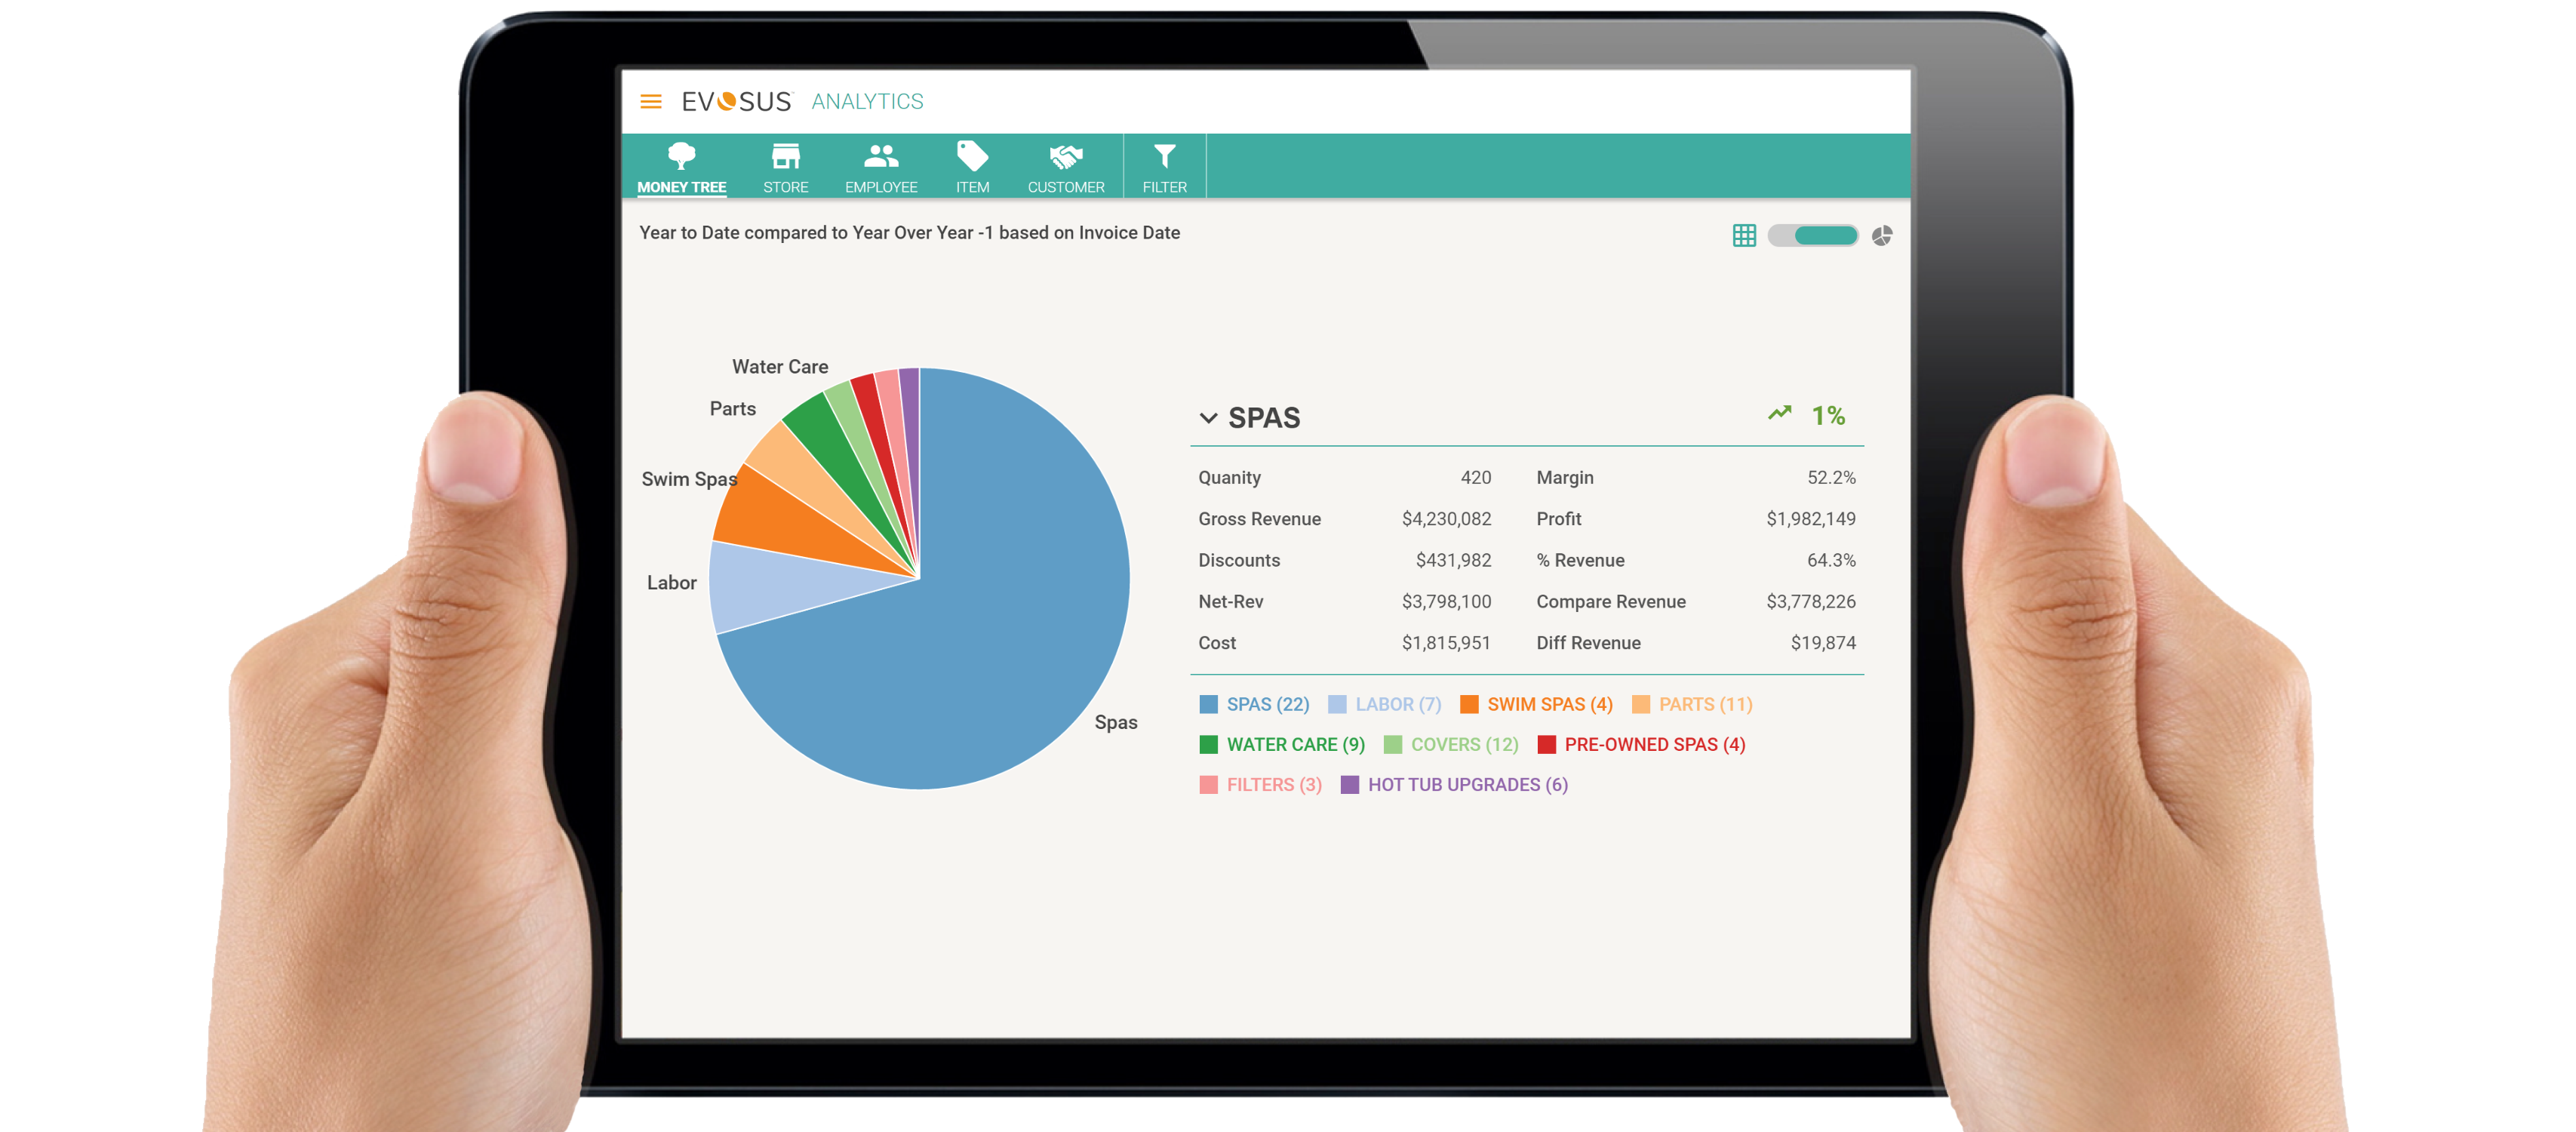 EVOSUS ANALYTICS
MONEY TREE STORE EMPLOYEE ITEM CUSTOMER FILTER
Year to Date compared to Year Over Year -1 based on Invoice Date
Water Care
Parts
Swim Spas
Labor
Spas
SPAS 1%
Quanity 420 Margin 52.2%
Gross Revenue $4,230,082 Profit $1,982,149
Discounts $431,982 % Revenue 64.3%
Net-Rev $3,798,100 Compare Revenue $3,778,226
Cost $1,815,951 Diff Revenue $19,874
SPAS (22) LABOR (7) SWIM SPAS (4) PARTS (11)
WATER CARE (9) COVERS (12) PRE-OWNED SPAS (4)
FILTERS (3) HOT TUB UPGRADES (6)